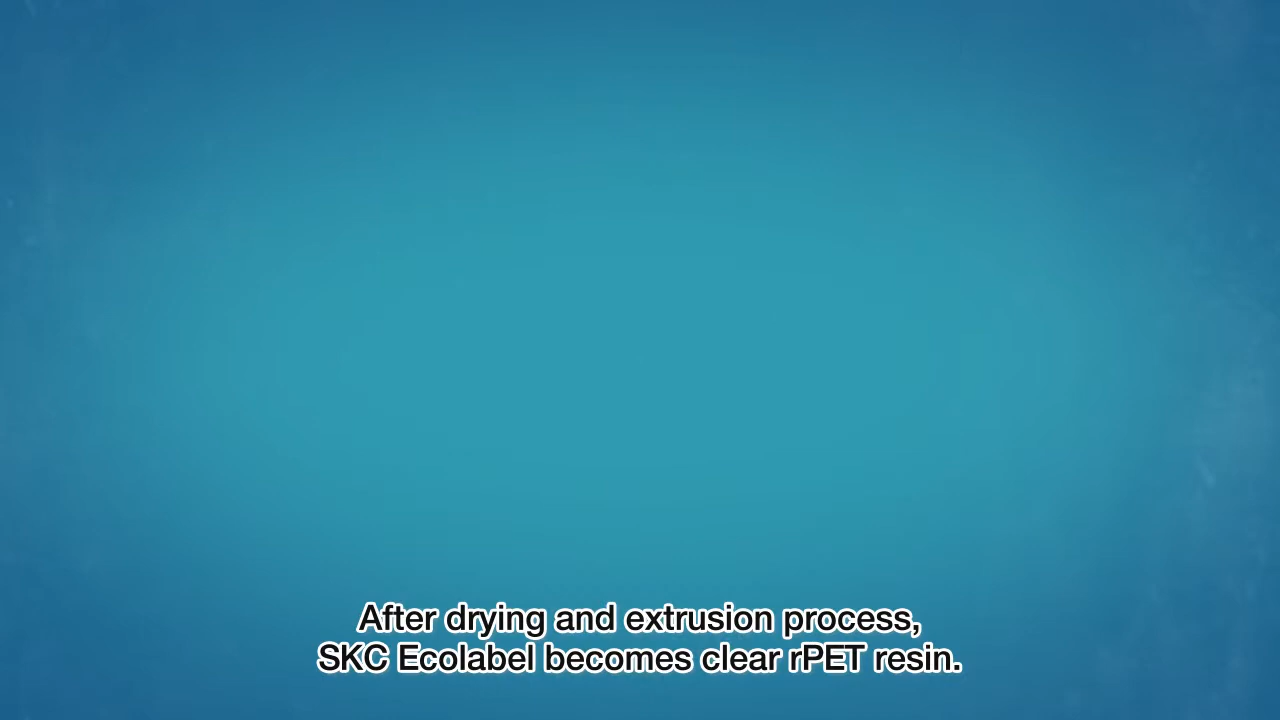 After drying and extrusion process,
SKC Ecolabel becomes clear rPET resin.